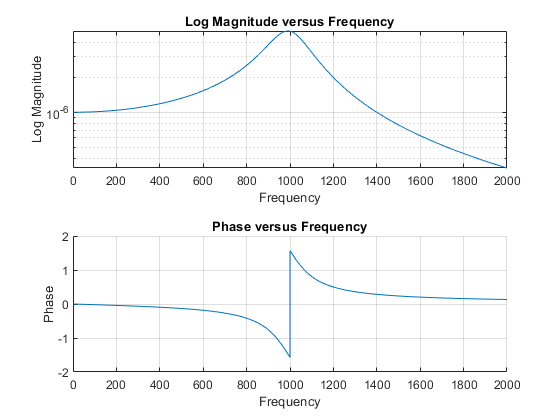 Log Magnitude versus Frequency
Log Magnitude
10-6
0 200 400 600 800 1000 1200 1400 1600 1800 2000
Frequency
Phase versus Frequency
Phase
2
1
0
-1
-2
0 200 400 600 800 1000 1200 1400 1600 1800 2000
Frequency